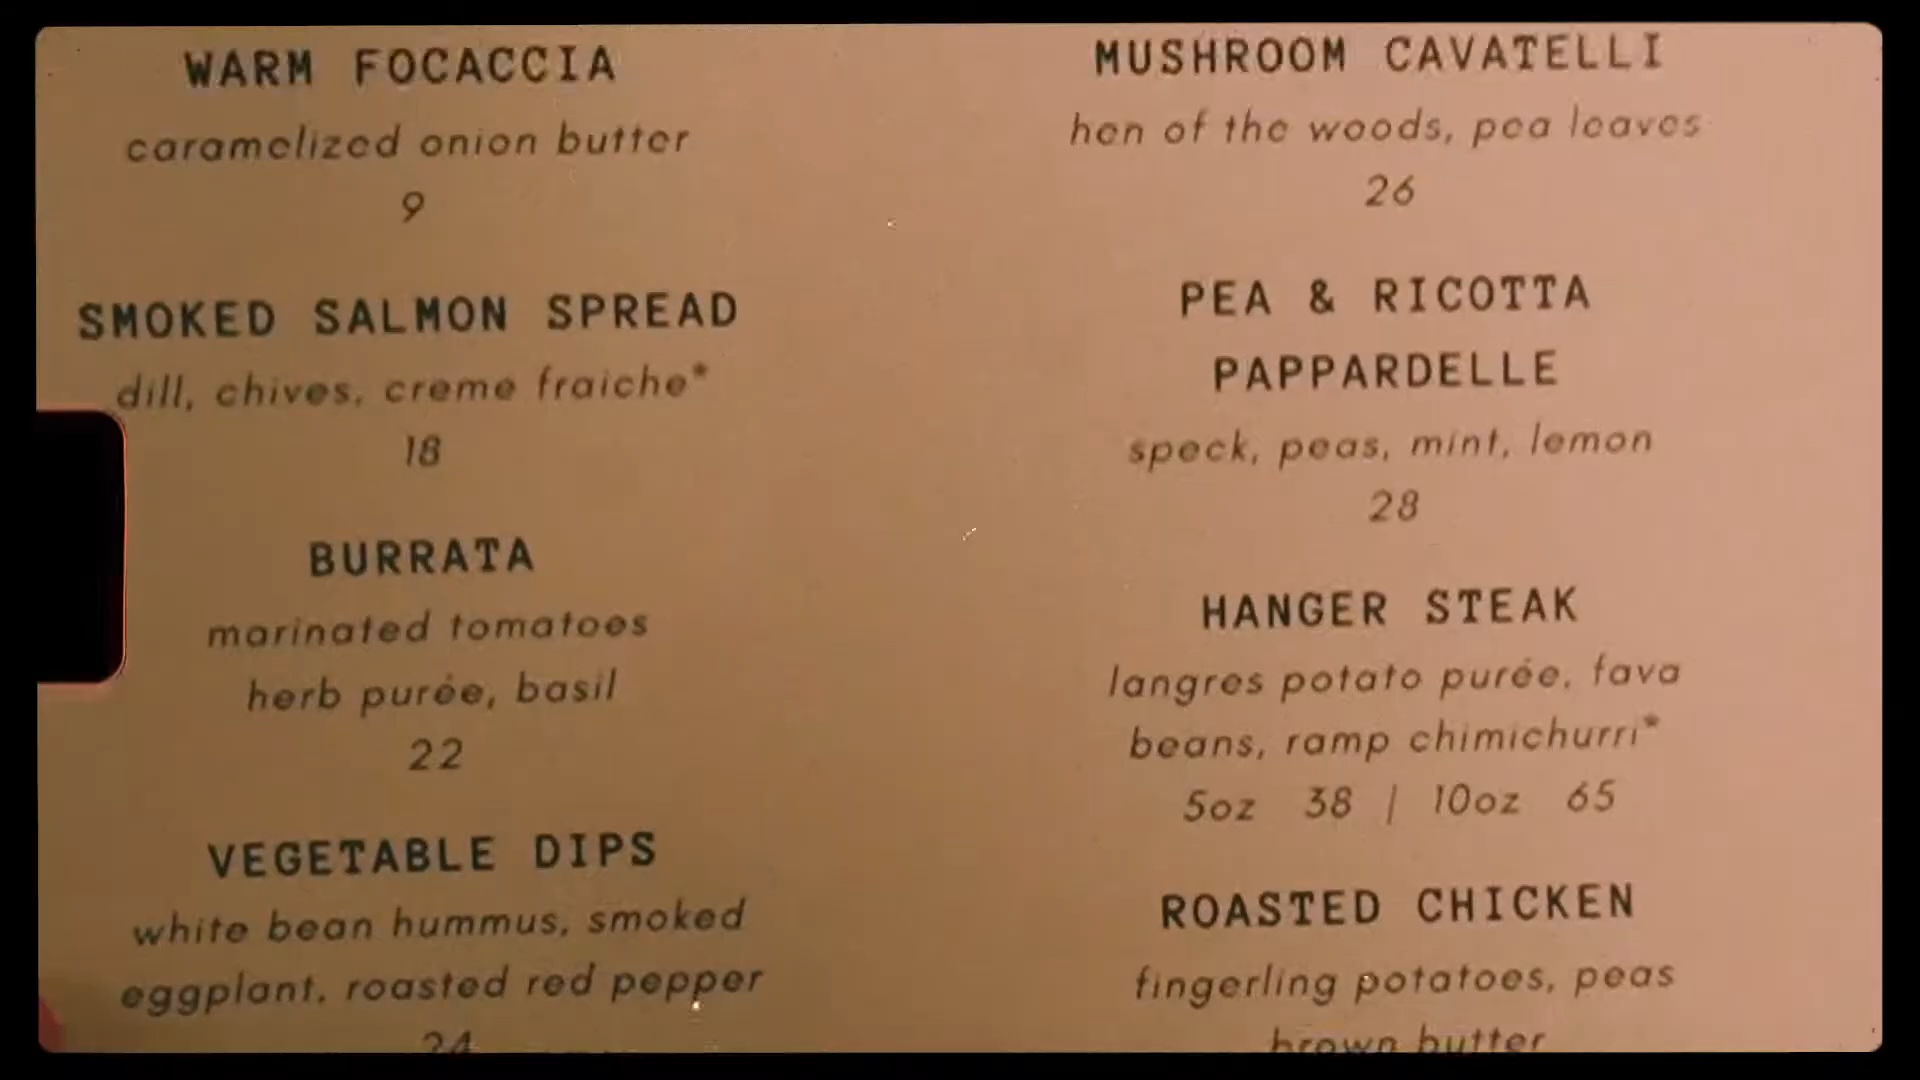 WARM FOCACCIA
caramelized onion butter
9
SMOKED SALMON SPREAD
dill, chives, creme fraiche*
18
BURRATA
marinated tomatoes
herb purée, basil
22
VEGETABLE DIPS
white bean hummus, smoked
eggplant, roasted red pepper
24
MUSHROOM CAVATELLI
hen of the woods, pea leaves
26
PEA & RICOTTA
PAPPARDELLE
speck, peas, mint, lemon
28
HANGER STEAK
langres potato purée, fava
beans, ramp chimichurri*
5oz 38 | 10oz 65
ROASTED CHICKEN
fingerling potatoes, peas
brown butter